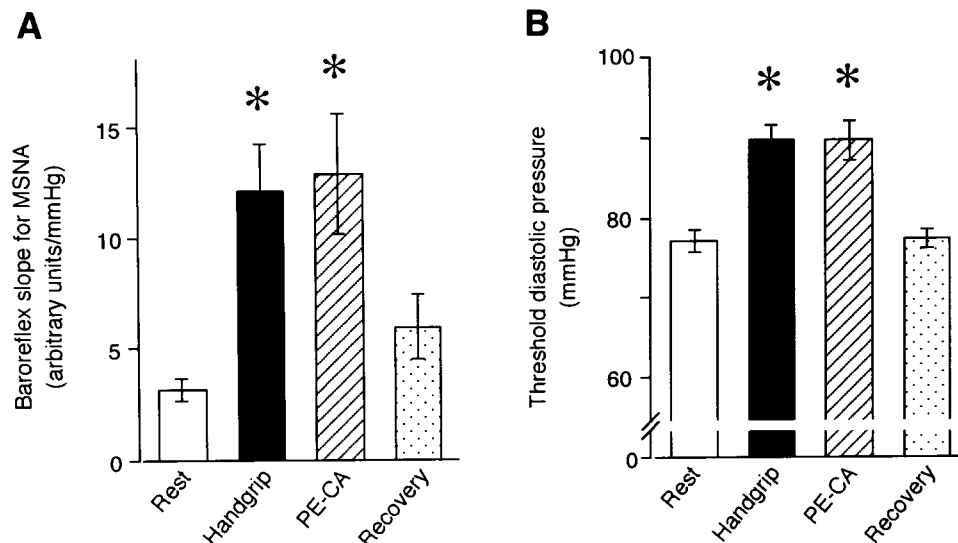 A
Baroreflex slope for MSNA
(arbitrary units/mmHg)
15
10
5
0
*
*
Rest
Handgrip
PE-CA
Recovery
B
Threshold diastolic pressure
(mmHg)
100
80
60
0
*
*
Rest
Handgrip
PE-CA
Recovery